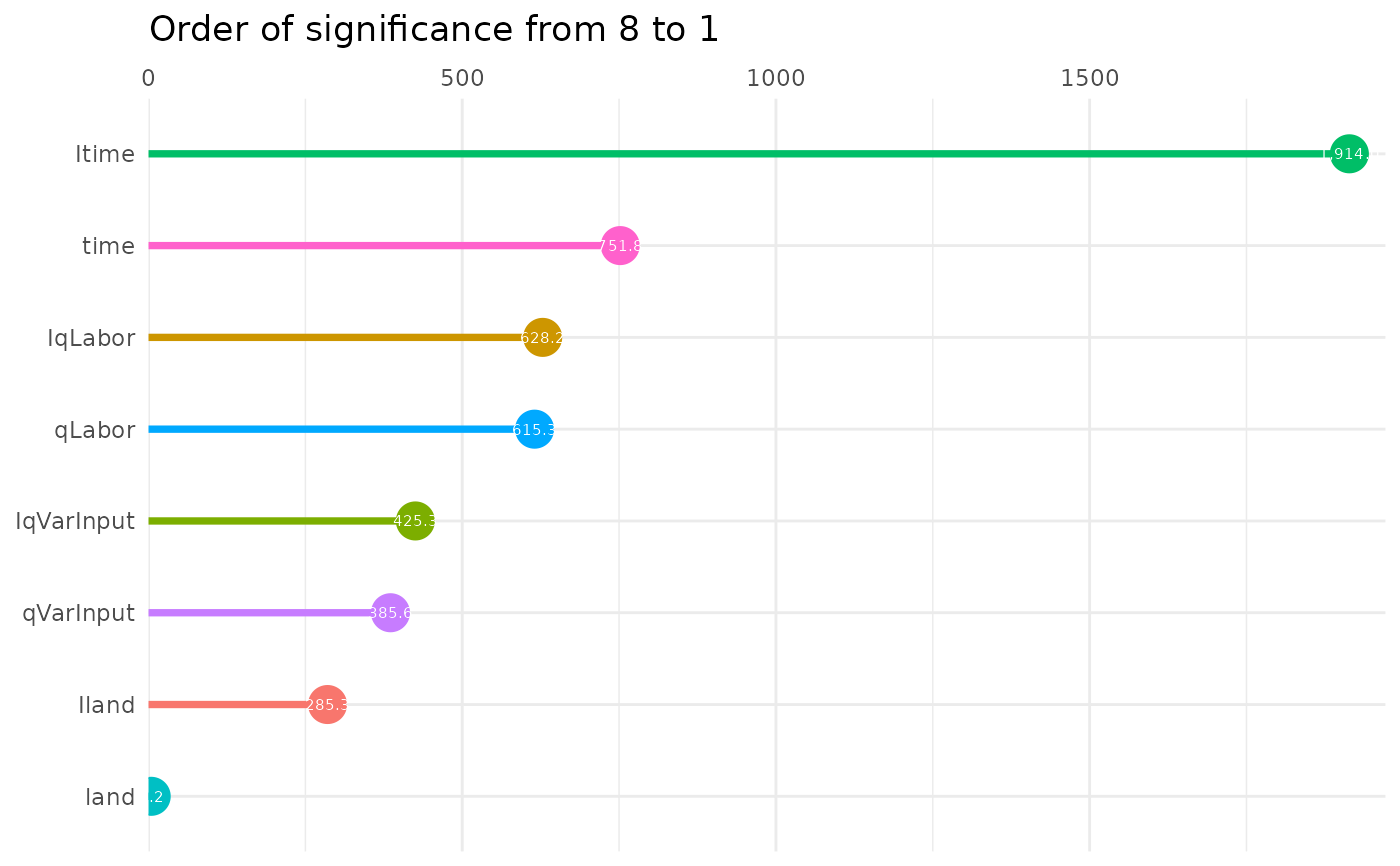 Order of significance from 8 to 1
0 500 1000 1500
ltime
time 751.8
lqLabor 628.2
qLabor 615.3
lqVarInput 425.3
qVarInput 385.6
lland 285.3
land